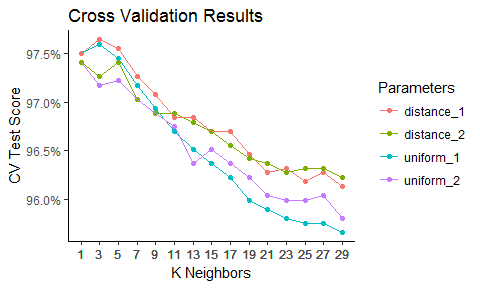 Cross Validation Results
CV Test Score
97.5%
97.0%
96.5%
96.0%
1 3 5 7 9 11 13 15 17 19 21 23 25 27 29
K Neighbors
Parameters
distance_1
distance_2
uniform_1
uniform_2